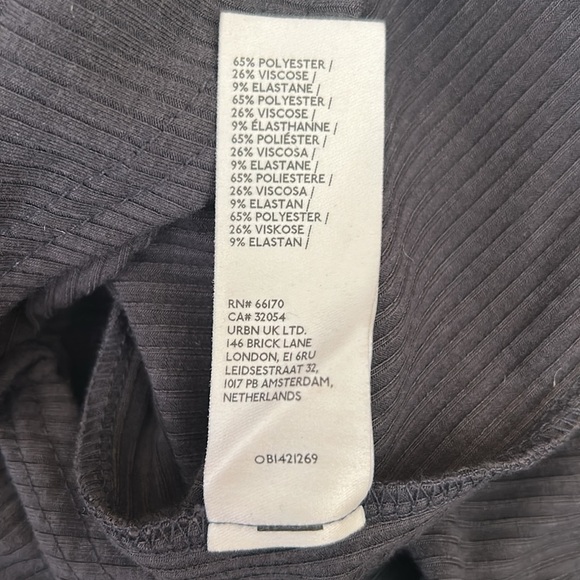 65% POLYESTER /
26% VISCOSE /
9% ELASTANE /
65% POLYESTER /
26% VISCOSE /
9% ÉLASTHANNE /
65% POLIÉSTER /
26% VISCOSA /
9% ELASTANE /
65% POLIESTERE /
26% VISCOSA /
9% ELASTAN /
65% POLYESTER /
26% VISKOSE /
9% ELASTAN /
RN# 66170
CA# 32054
URBN UK LTD.
146 BRICK LANE
LONDON, E1 6RU
LEIDSESTRAAT 32,
1017 PB AMSTERDAM,
NETHERLANDS
OB1421269